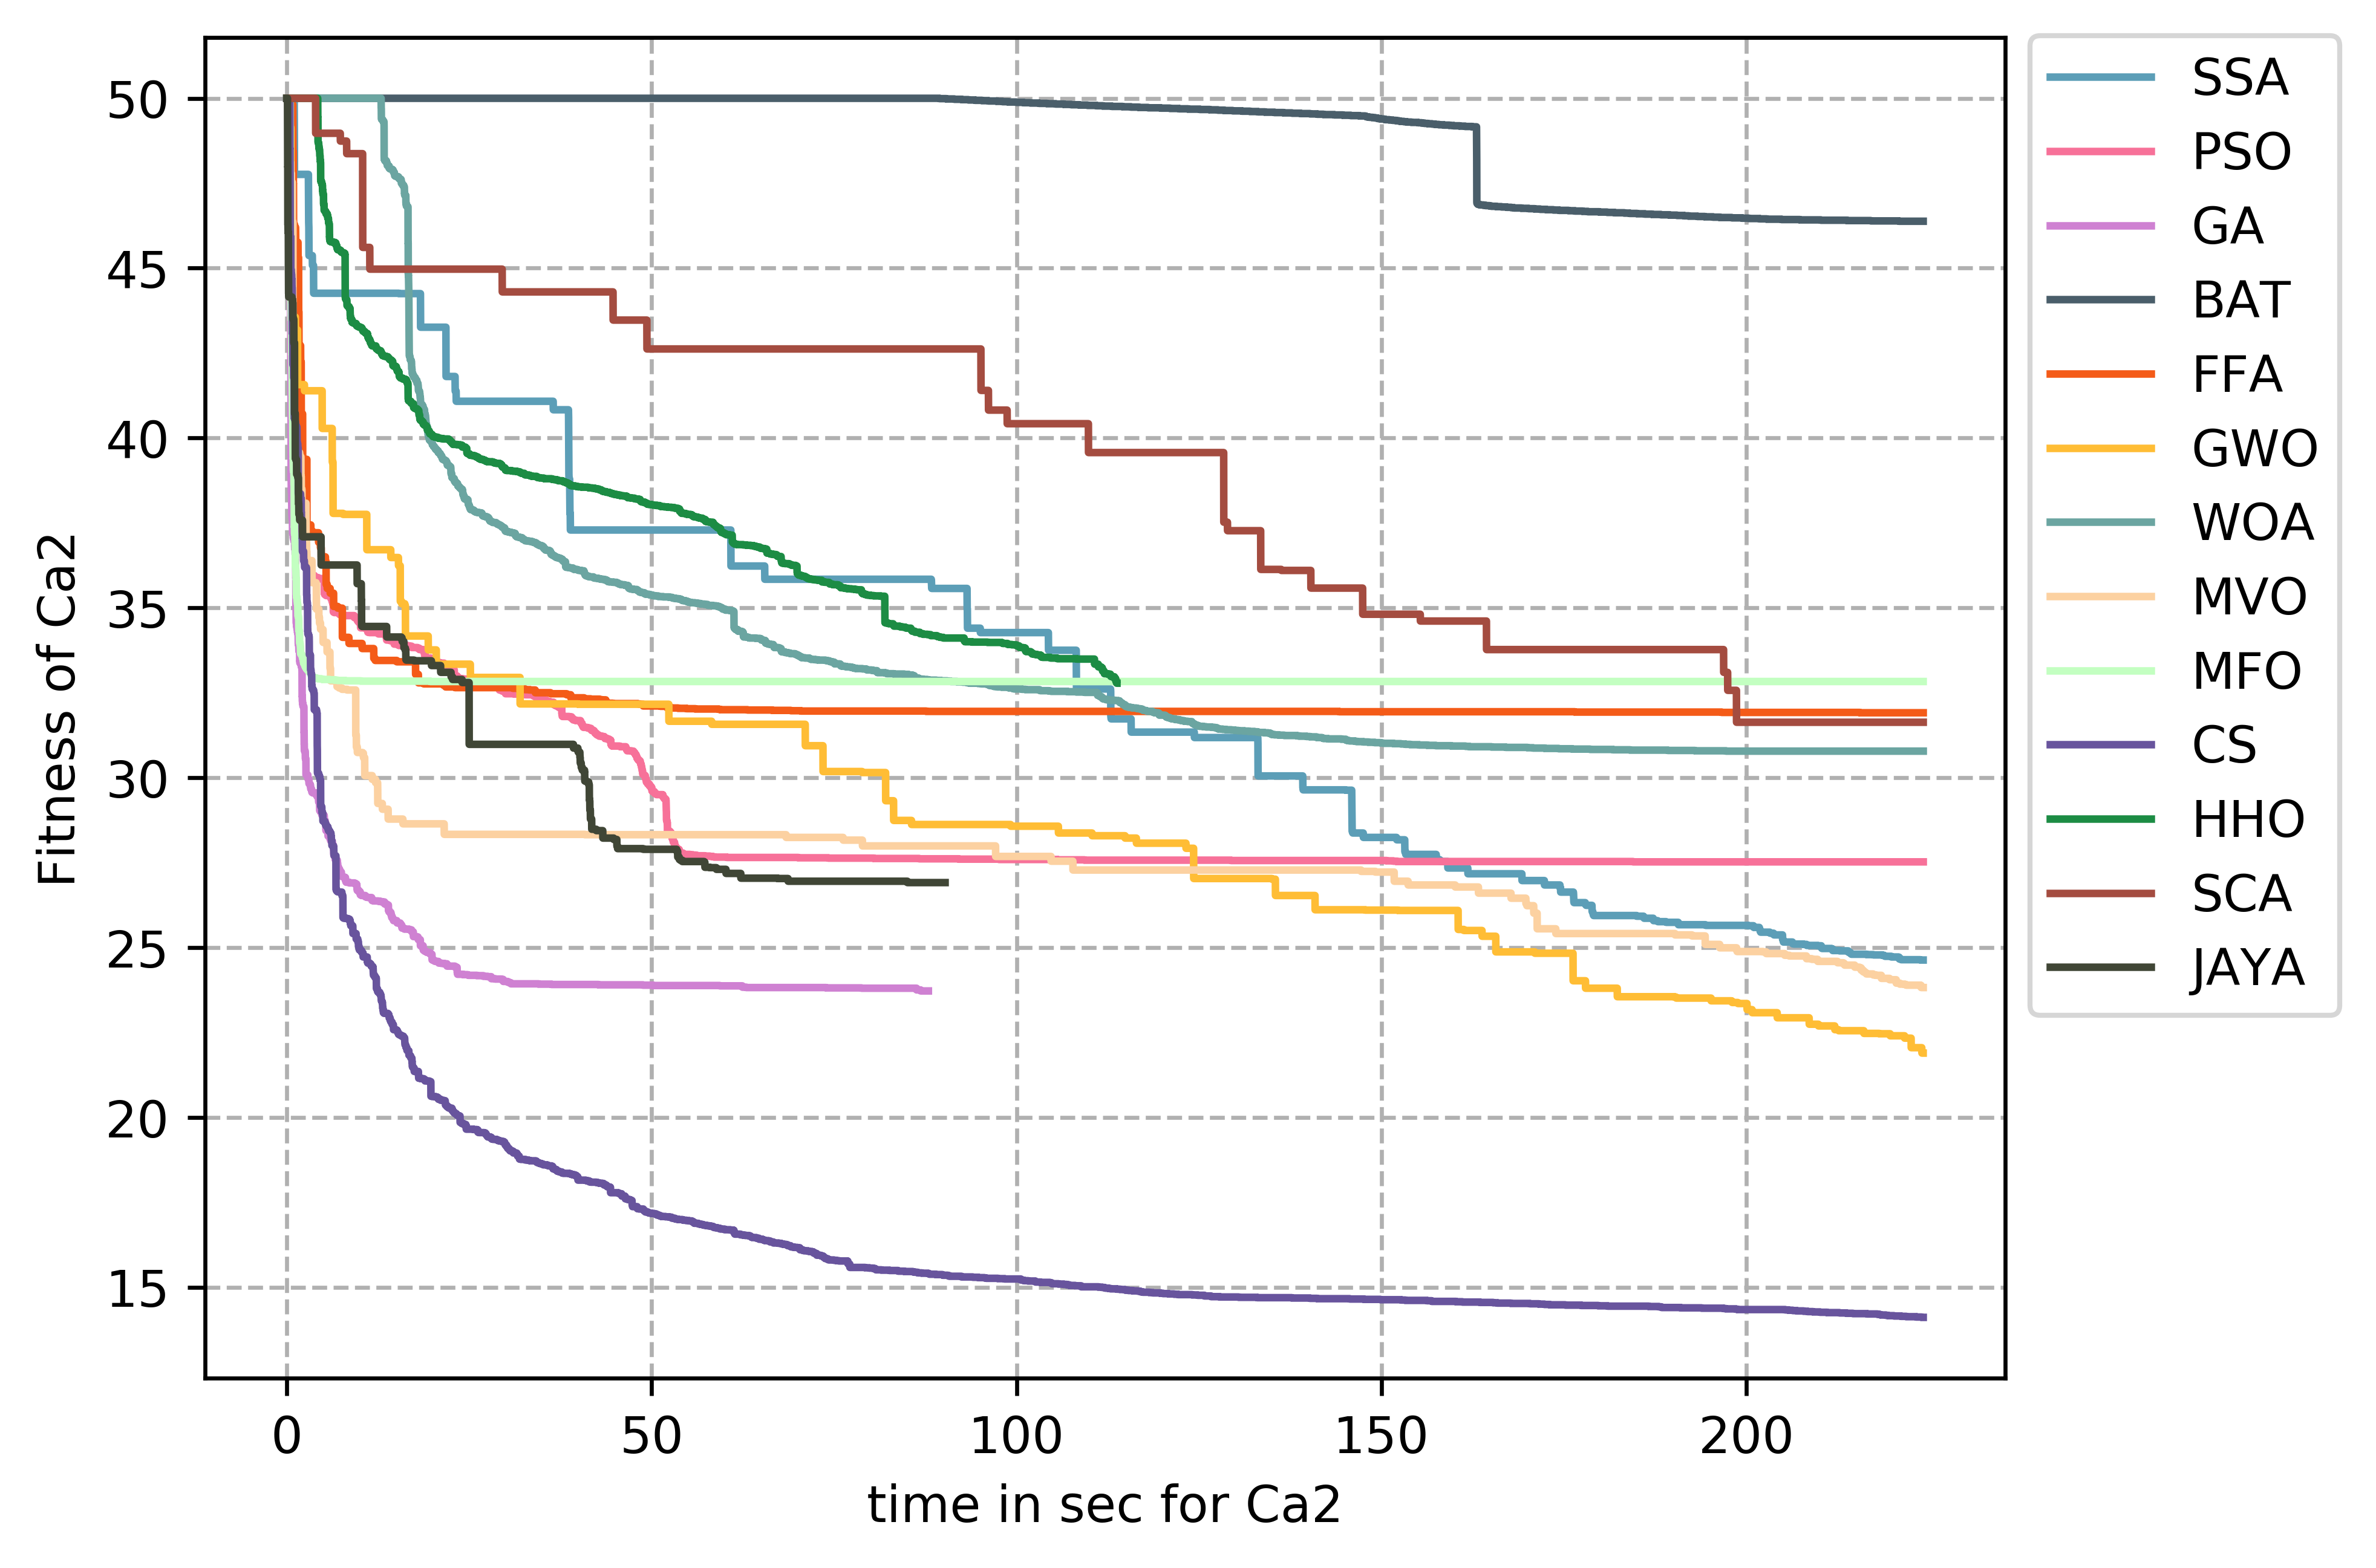 50
45
40
35
30
25
20
15
Fitness of Ca2
0 50 100 150 200
time in sec for Ca2
SSA
PSO
GA
BAT
FFA
GWO
WOA
MVO
MFO
CS
HHO
SCA
JAYA